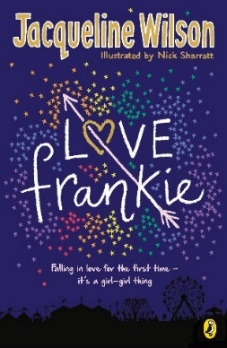 Jacqueline Wilson
Illustrated by Nick Sharratt
LOVE
frankie
Falling in love for the first time –
it's a girl-girl thing